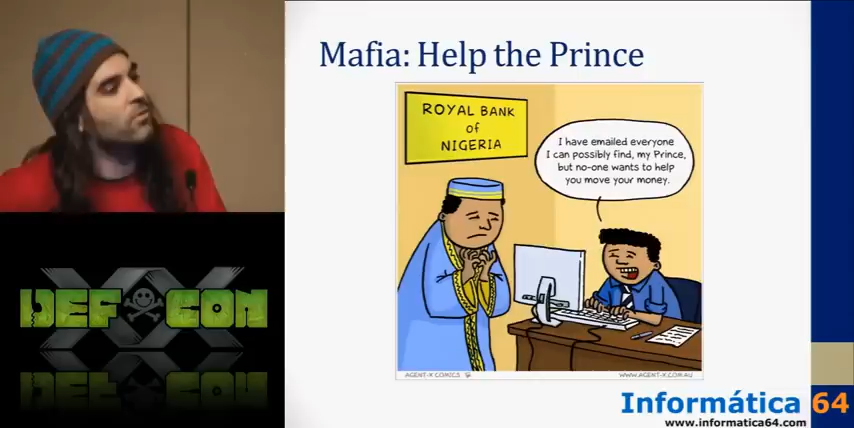 Mafia: Help the Prince
ROYAL BANK
of
NIGERIA
I have emailed everyone
I can possibly find, my Prince,
but no-one wants to help
you move your money.
AGENT-X COMICS
WWW.AGENT-X.COM.AU
XX
DEF CON
Informática 64
www.informatica64.com